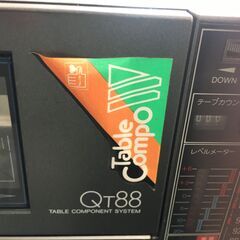 Table
Compo
IV
QT88
TABLE COMPONENT SYSTEM
DOWN
テープカウン
レベルメーター